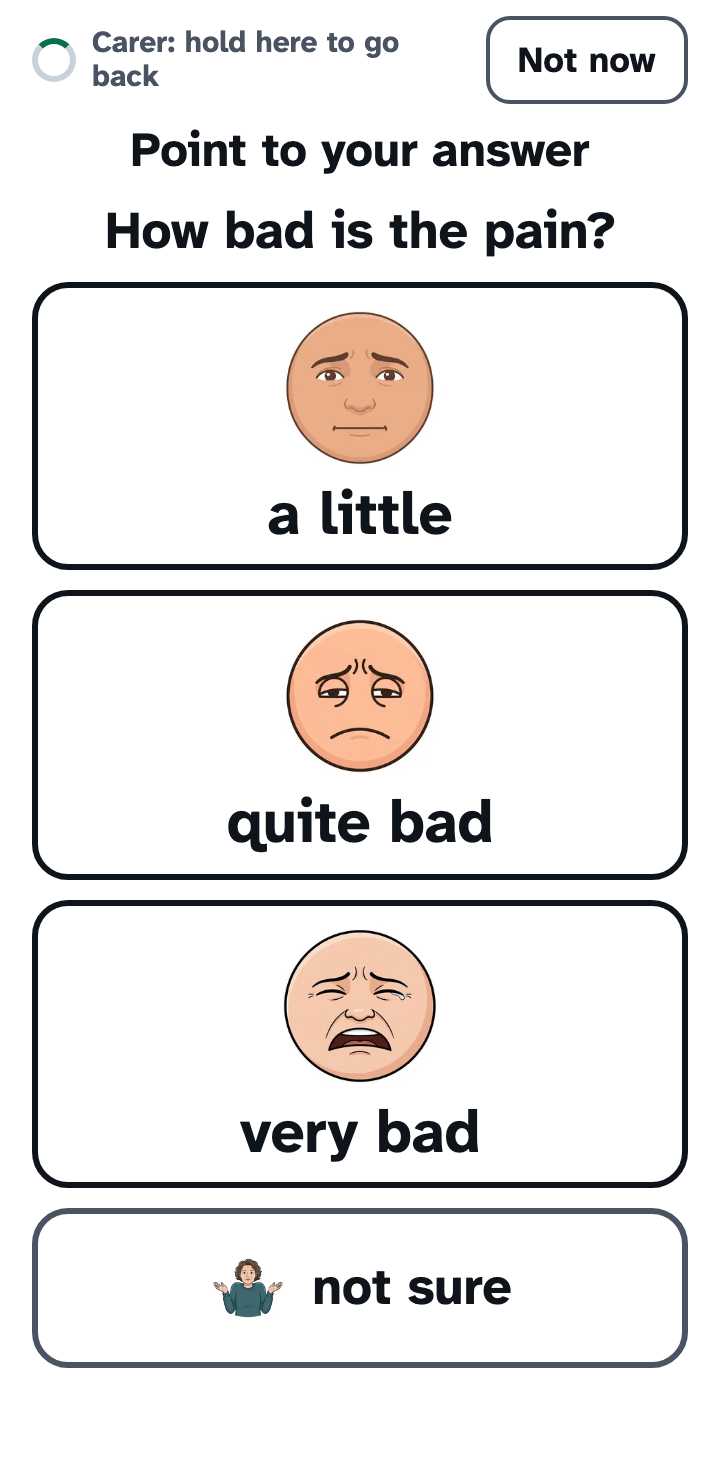 Carer: hold here to go
back
Not now
Point to your answer
How bad is the pain?
a little
quite bad
very bad
not sure